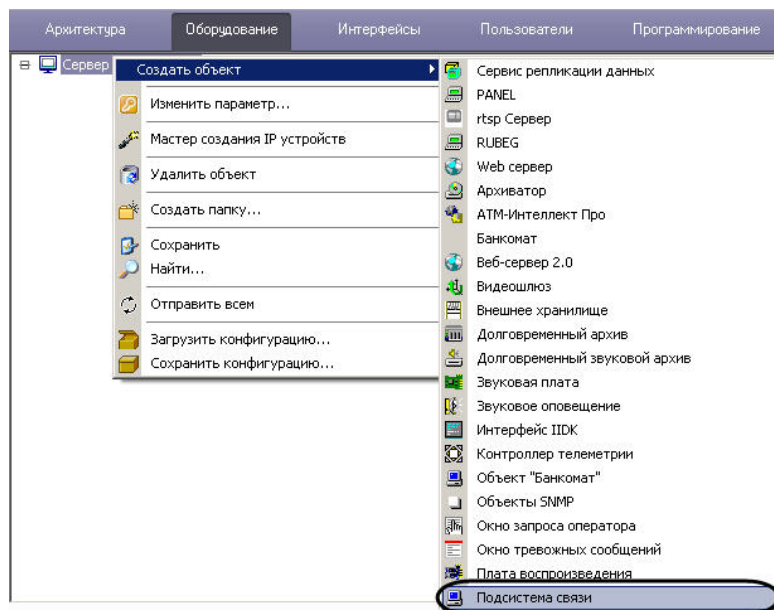 Архитектура Оборудование Интерфейсы Пользователи Программирование
Сервер
Создать объект
Изменить параметр...
Мастер создания IP устройств
Удалить объект
Создать папку...
Сохранить
Найти...
Отправить всем
Загрузить конфигурацию...
Сохранить конфигурацию...
Сервис репликации данных
PANEL
rtsp Сервер
RUBEG
Web сервер
Архиватор
АТМ-Интеллект Про
Банкомат
Веб-сервер 2.0
Видеошлюз
Внешнее хранилище
Долговременный архив
Долговременный звуковой архив
Звуковая плата
Звуковое оповещение
Интерфейс IIDK
Контроллер телеметрии
Объект "Банкомат"
Объекты SNMP
Окно запроса оператора
Окно тревожных сообщений
Плата воспроизведения
Подсистема связи